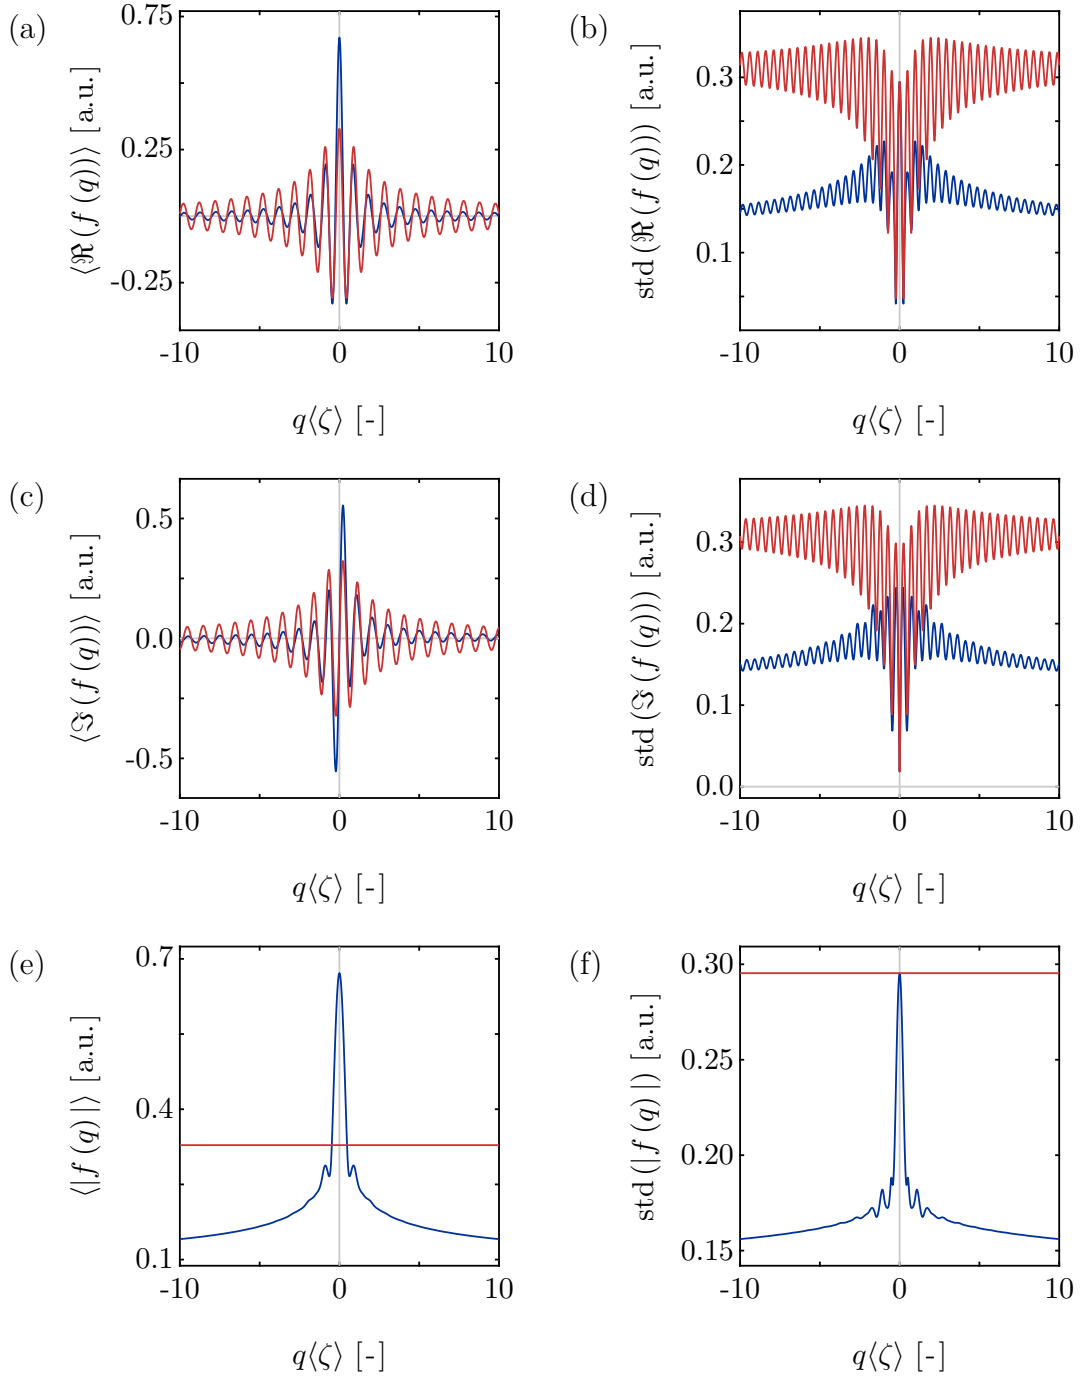 (a)
0.75
0.25
-0.25
⟨ℜ(f (q))⟩ [a.u.]
-10 0 10
q⟨ζ⟩ [-]
(b)
0.3
0.2
0.1
std (ℜ(f (q))) [a.u.]
-10 0 10
q⟨ζ⟩ [-]
(c)
0.5
0.0
-0.5
⟨ℑ(f (q))⟩ [a.u.]
-10 0 10
q⟨ζ⟩ [-]
(d)
0.3
0.2
0.1
0.0
std (ℑ(f (q))) [a.u.]
-10 0 10
q⟨ζ⟩ [-]
(e)
0.7
0.4
0.1
⟨|f (q)|⟩ [a.u.]
-10 0 10
q⟨ζ⟩ [-]
(f)
0.30
0.25
0.20
0.15
std (|f (q)|) [a.u.]
-10 0 10
q⟨ζ⟩ [-]